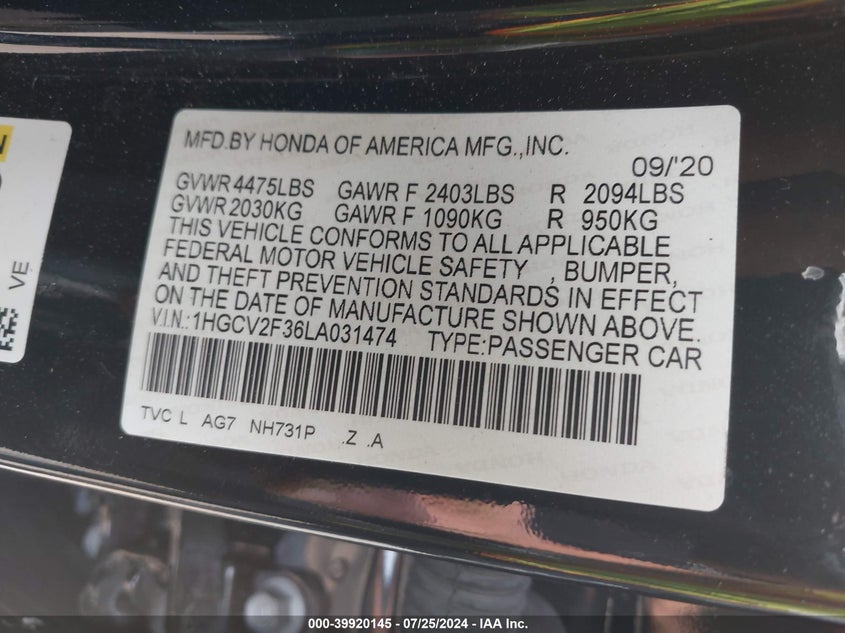 N
VE
MFD.BY HONDA OF AMERICA MFG.,INC.
09/'20
GVWR 4475LBS GAWR F 2403LBS R 2094LBS
GVWR 2030KG GAWR F 1090KG R 950KG
THIS VEHICLE CONFORMS TO ALL APPLICABLE
FEDERAL MOTOR VEHICLE SAFETY , BUMPER,
AND THEFT PREVENTION STANDARDS IN EFFECT
ON THE DATE OF MANUFACTURE SHOWN ABOVE.
V.I.N.:1HGCV2F36LA031474 TYPE:PASSENGER CAR
TVC L AG7 NH731P .Z .A
000-39920145 - 07/25/2024 - IAA Inc.